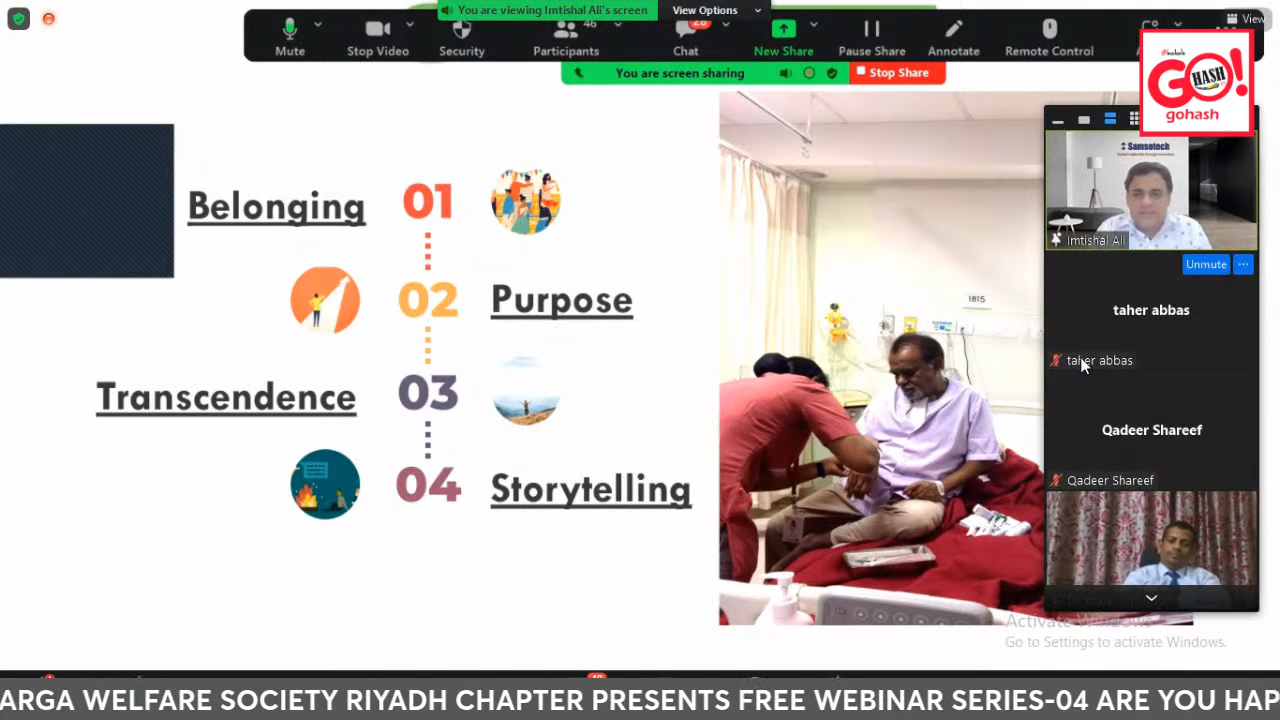 You are viewing Imtishal Ali's screen
View Options
View
46
28
Mute
Stop Video
Security
Participants
Chat
New Share
Pause Share
Annotate
Remote Control
You are screen sharing
Stop Share
GO!
HASH
gohash
Samsotech
Imtishal Ali
Unmute
taher abbas
taher abbas
Qadeer Shareef
Qadeer Shareef
Belonging 01
02 Purpose
Transcendence 03
04 Storytelling
1815
Activate Windows
Go to Settings to activate Windows.
ARGA WELFARE SOCIETY RIYADH CHAPTER PRESENTS FREE WEBINAR SERIES-04 ARE YOU HAP